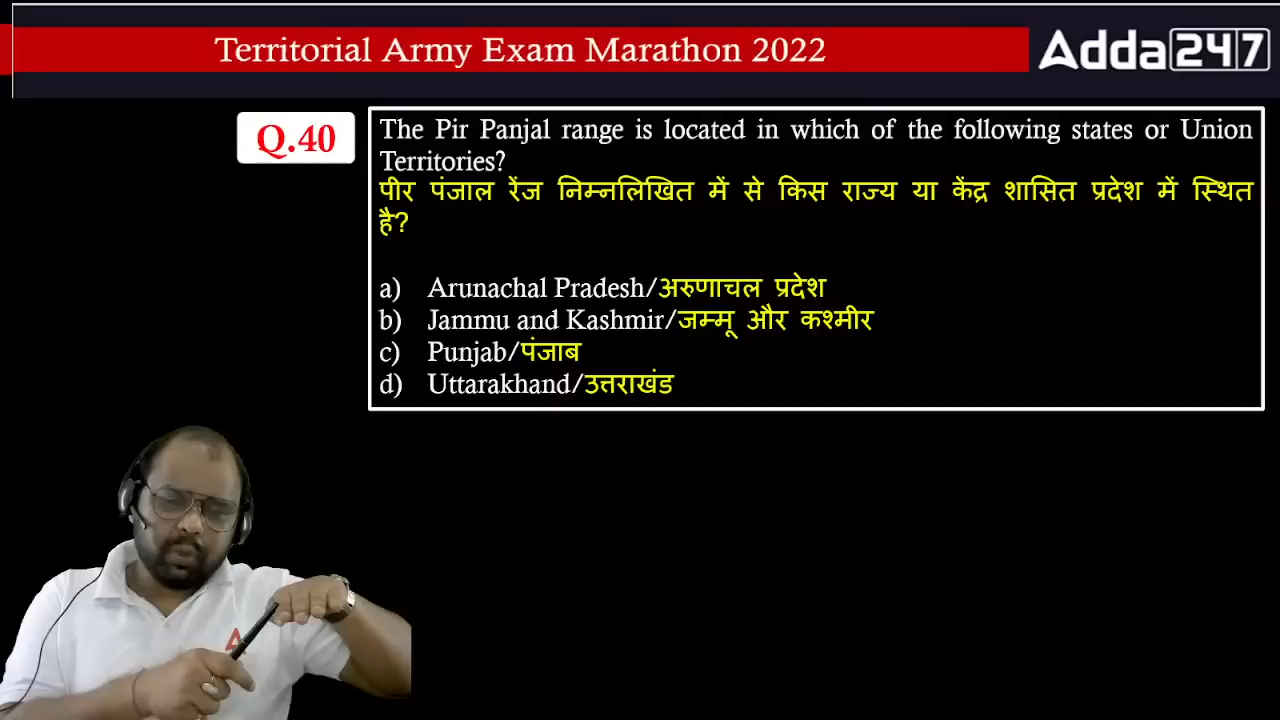 Territorial Army Exam Marathon 2022
Adda247
Q.40
The Pir Panjal range is located in which of the following states or Union
Territories?
पीर पंजाल रेंज निम्नलिखित में से किस राज्य या केंद्र शासित प्रदेश में स्थित
है?
a) Arunachal Pradesh/अरुणाचल प्रदेश
b) Jammu and Kashmir/जम्मू और कश्मीर
c) Punjab/पंजाब
d) Uttarakhand/उत्तराखंड